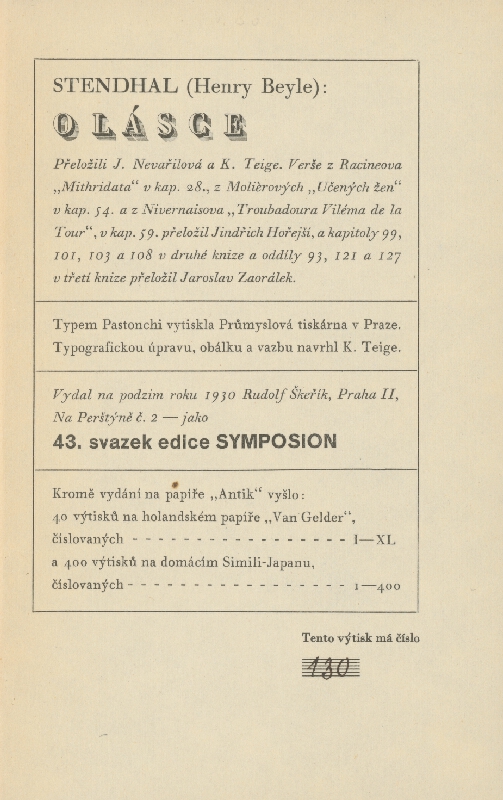 STENDHAL (Henry Beyle):
O LÁSCE
Přeložili J. Nevařilová a K. Teige. Verše z Racineova
„Mithridata“ v kap. 28., z Molièrových „Učených žen“
v kap. 54. a z Nivernaisova „Troubadoura Viléma de la
Tour“, v kap. 59. přeložil Jindřich Hořejší, a kapitoly 99,
101, 103 a 108 v druhé knize a oddíly 93, 121 a 127
v třetí knize přeložil Jaroslav Zaorálek.
Typem Pastonchi vytiskla Průmyslová tiskárna v Praze.
Typografickou úpravu, obálku a vazbu navrhl K. Teige.
Vydal na podzim roku 1930 Rudolf Škeřík, Praha II,
Na Perštýně č. 2 — jako
43. svazek edice SYMPOSION
Kromě vydání na papíře „Antik“ vyšlo:
40 výtisků na holandském papíře „Van Gelder“,
číslovaných - - - - - - - - - - - - - - - - - I—XL
a 400 výtisků na domácím Simili-Japanu,
číslovaných - - - - - - - - - - - - - - - - - 1—400
Tento výtisk má číslo
130